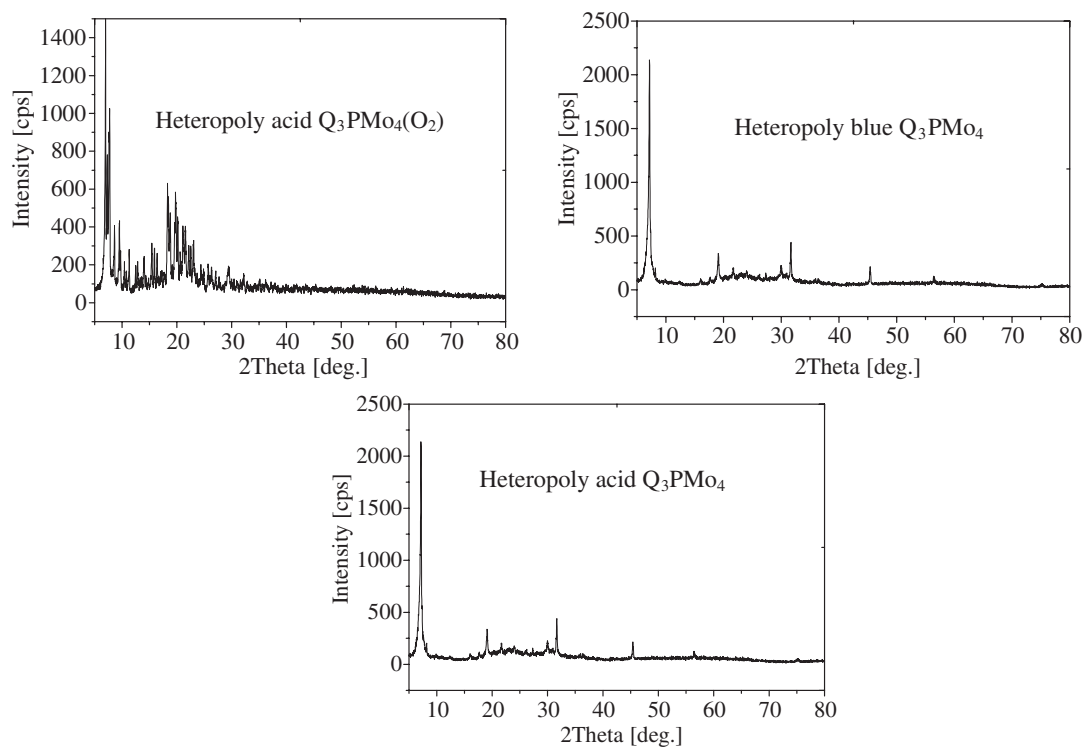 1400
1200
1000
800
600
400
200
0
Intensity [cps]
Heteropoly acid Q₃PMo₄(O₂)
10 20 30 40 50 60 70 80
2Theta [deg.]
2500
2000
1500
1000
500
0
Intensity [cps]
Heteropoly blue Q₃PMo₄
10 20 30 40 50 60 70 80
2Theta [deg.]
2500
2000
1500
1000
500
0
Intensity [cps]
Heteropoly acid Q₃PMo₄
10 20 30 40 50 60 70 80
2Theta [deg.]